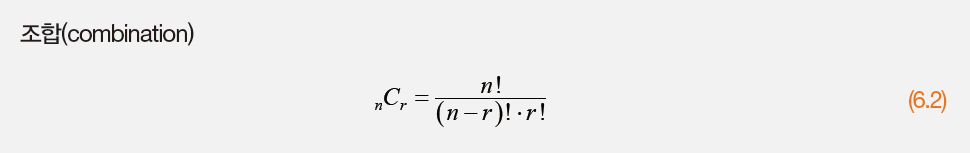 조합(combination)
ₙCᵣ = n! / (n − r)! · r!
(6.2)